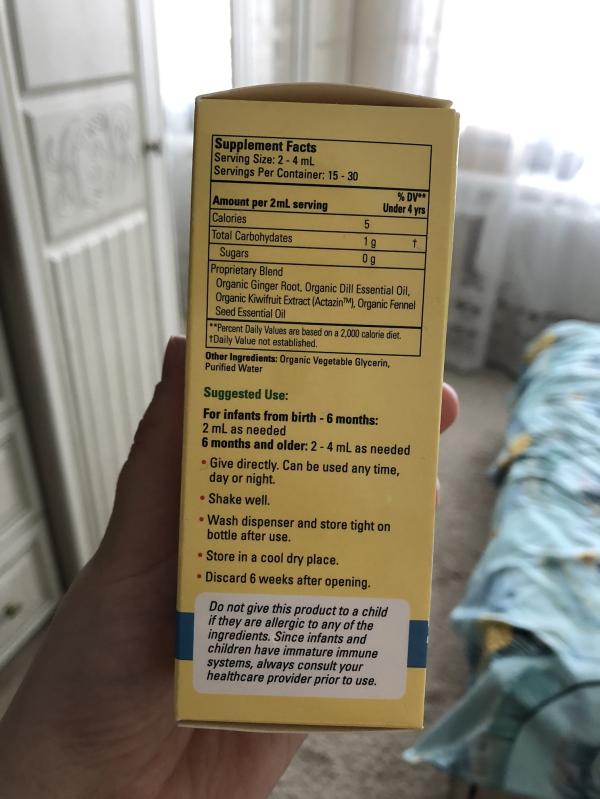 Supplement Facts
Serving Size: 2 - 4 mL
Servings Per Container: 15 - 30
% DV**
Amount per 2mL serving Under 4 yrs
Calories 5
Total Carbohydrates 1 g †
Sugars 0 g
Proprietary Blend
Organic Ginger Root, Organic Dill Essential Oil,
Organic Kiwifruit Extract (Actazin™), Organic Fennel
Seed Essential Oil
**Percent Daily Values are based on a 2,000 calorie diet.
†Daily Value not established.
Other Ingredients: Organic Vegetable Glycerin,
Purified Water
Suggested Use:
For infants from birth - 6 months:
2 mL as needed
6 months and older: 2 - 4 mL as needed
• Give directly. Can be used any time,
day or night.
• Shake well.
• Wash dispenser and store tight on
bottle after use.
• Store in a cool dry place.
• Discard 6 weeks after opening.
Do not give this product to a child
if they are allergic to any of the
ingredients. Since infants and
children have immature immune
systems, always consult your
healthcare provider prior to use.